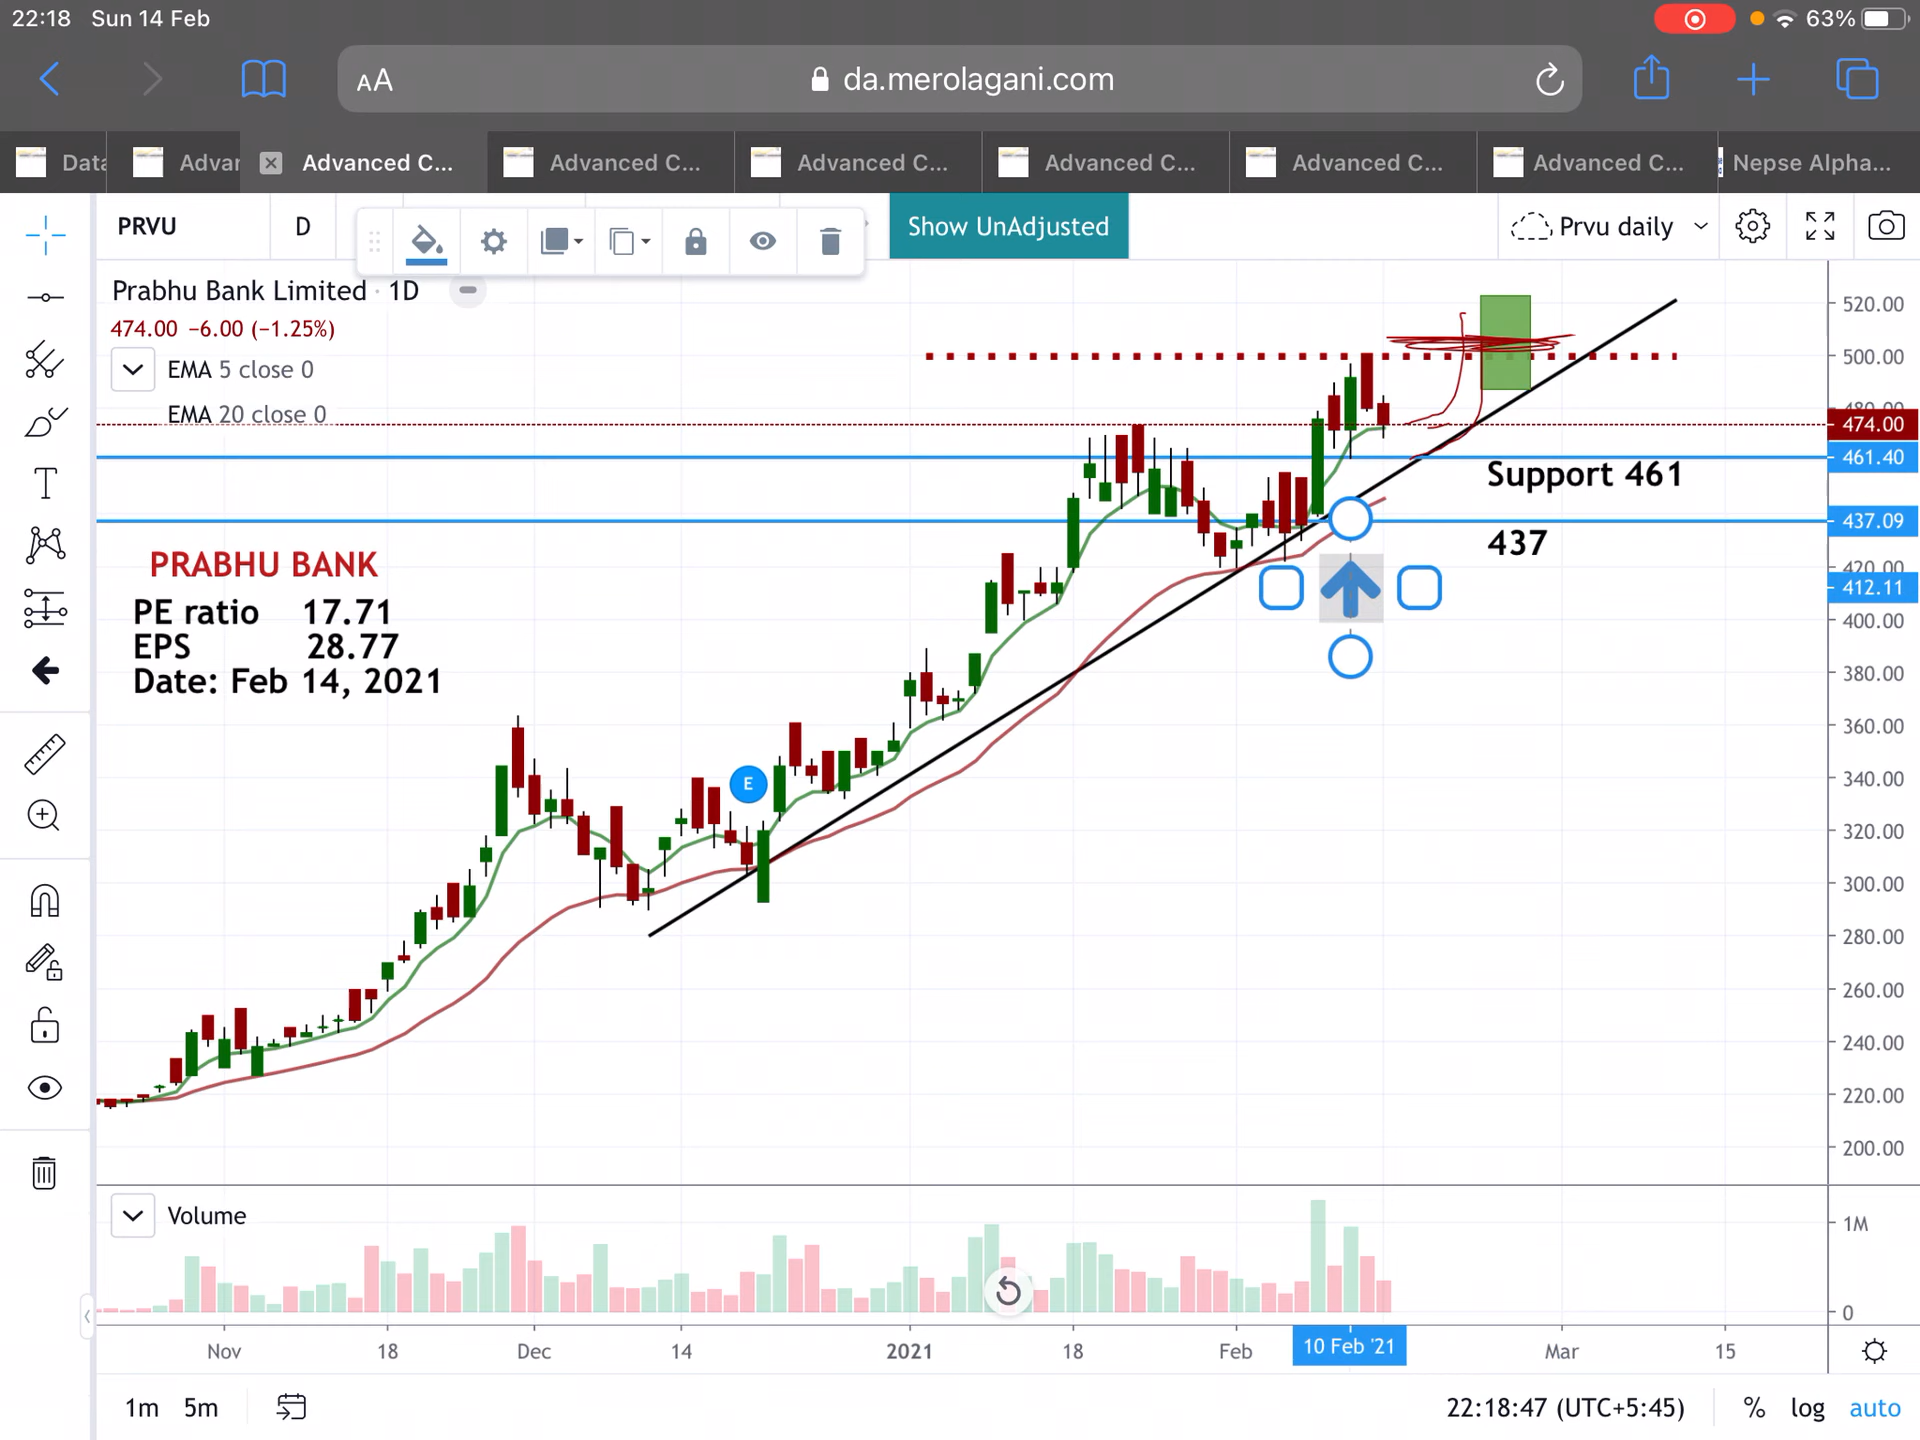 22:18 Sun 14 Feb
63%
AA
da.merolagani.com
Data
Advan
Advanced C...
Advanced C...
Advanced C...
Advanced C...
Advanced C...
Advanced C...
Nepse Alpha...
PRVU
D
Show UnAdjusted
Prvu daily
Prabhu Bank Limited · 1D
474.00 −6.00 (−1.25%)
EMA 5 close 0
EMA 20 close 0
520.00
500.00
480.00
474.00
461.40
Support 461
437.09
437
420.00
412.11
400.00
380.00
360.00
340.00
320.00
300.00
280.00
260.00
240.00
220.00
200.00
PRABHU BANK
PE ratio 17.71
EPS 28.77
Date: Feb 14, 2021
E
Volume
1M
0
Nov 18 Dec 14 2021 18 Feb 10 Feb '21 Mar 15
1m 5m
22:18:47 (UTC+5:45)
% log auto